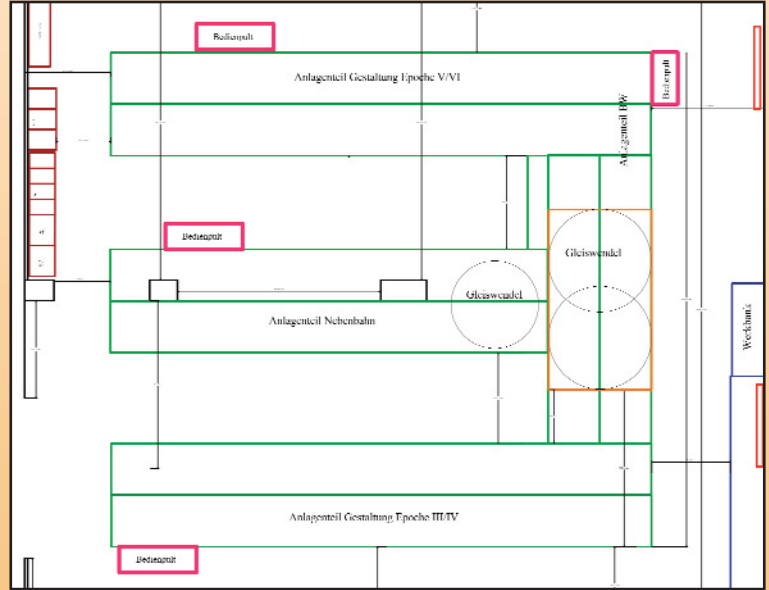 Bedienpult
Anlagenteil Gestaltung Epoche V/VI
Bedienpult
Anlagenteil BW
Bedienpult
Gleiswendel
Gleiswendel
Anlagenteil Nebenbahn
Werkbank
Anlagenteil Gestaltung Epoche III/IV
Bedienpult